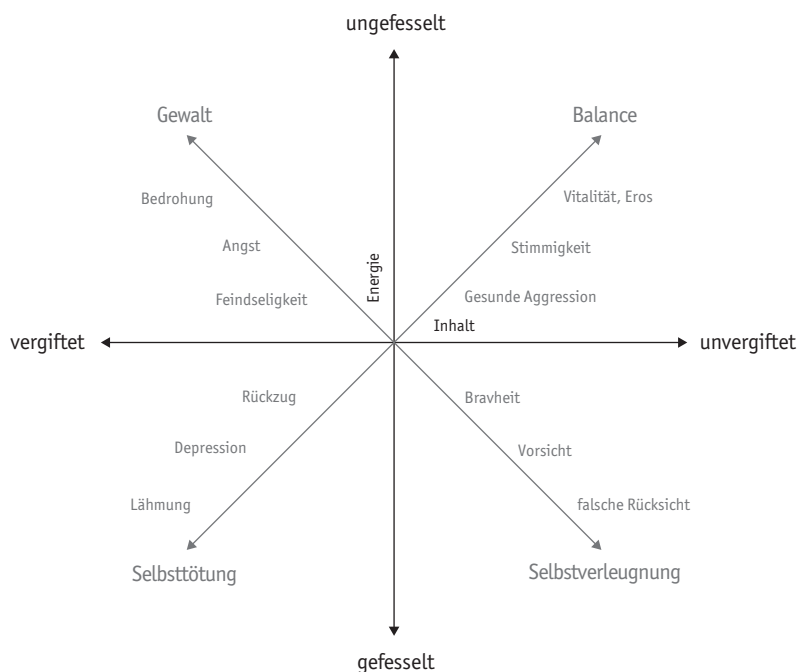 ungefesselt
Gewalt
Balance
Bedrohung
Vitalität, Eros
Angst
Stimmigkeit
Energie
Feindseligkeit
Gesunde Aggression
Inhalt
vergiftet
unvergiftet
Rückzug
Bravheit
Depression
Vorsicht
Lähmung
falsche Rücksicht
Selbsttötung
Selbstverleugnung
gefesselt